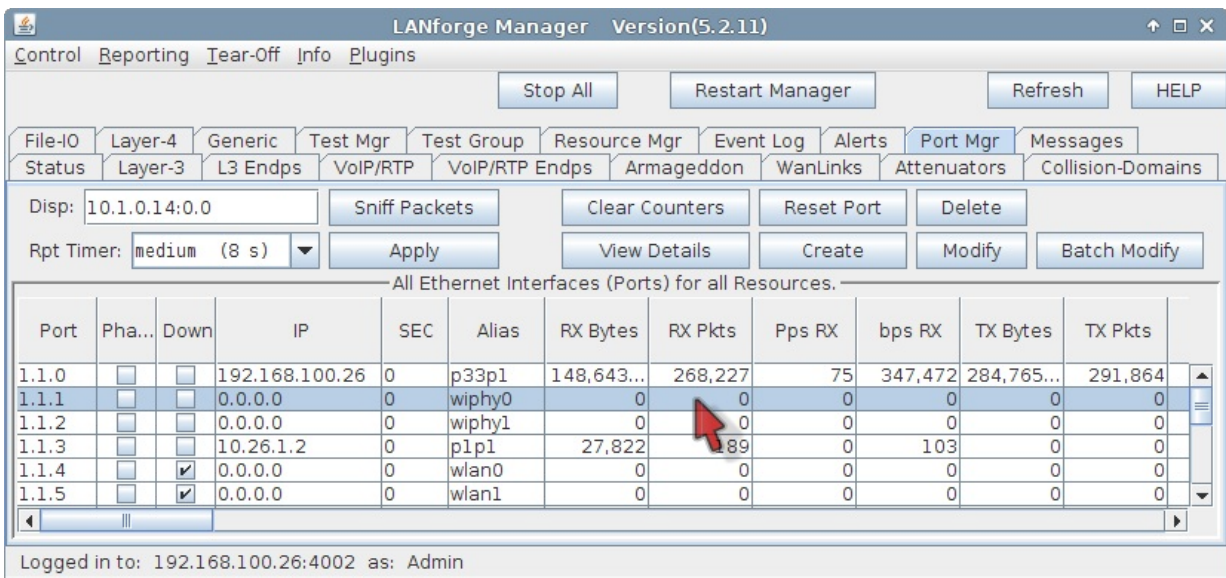 LANforge Manager Version(5.2.11)
Control Reporting Tear-Off Info Plugins
Stop All Restart Manager Refresh HELP
File-IO Layer-4 Generic Test Mgr Test Group Resource Mgr Event Log Alerts Port Mgr Messages
Status Layer-3 L3 Endps VoIP/RTP VoIP/RTP Endps Armageddon WanLinks Attenuators Collision-Domains
Disp: 10.1.0.14:0.0 Sniff Packets Clear Counters Reset Port Delete
Rpt Timer: medium (8 s) Apply View Details Create Modify Batch Modify
All Ethernet Interfaces (Ports) for all Resources.
Port Pha... Down IP SEC Alias RX Bytes RX Pkts Pps RX bps RX TX Bytes TX Pkts
1.1.0 192.168.100.26 0 p33p1 148,643... 268,227 75 347,472 284,765... 291,864
1.1.1 0.0.0.0 0 wiphy0 0 0 0 0 0 0
1.1.2 0.0.0.0 0 wiphy1 0 0 0 0 0 0
1.1.3 10.26.1.2 0 p1p1 27,822 0 103 0 0
1.1.4 0.0.0.0 0 wlan0 0 0 0 0 0 0
1.1.5 0.0.0.0 0 wlan1 0 0 0 0 0 0
Logged in to: 192.168.100.26:4002 as: Admin